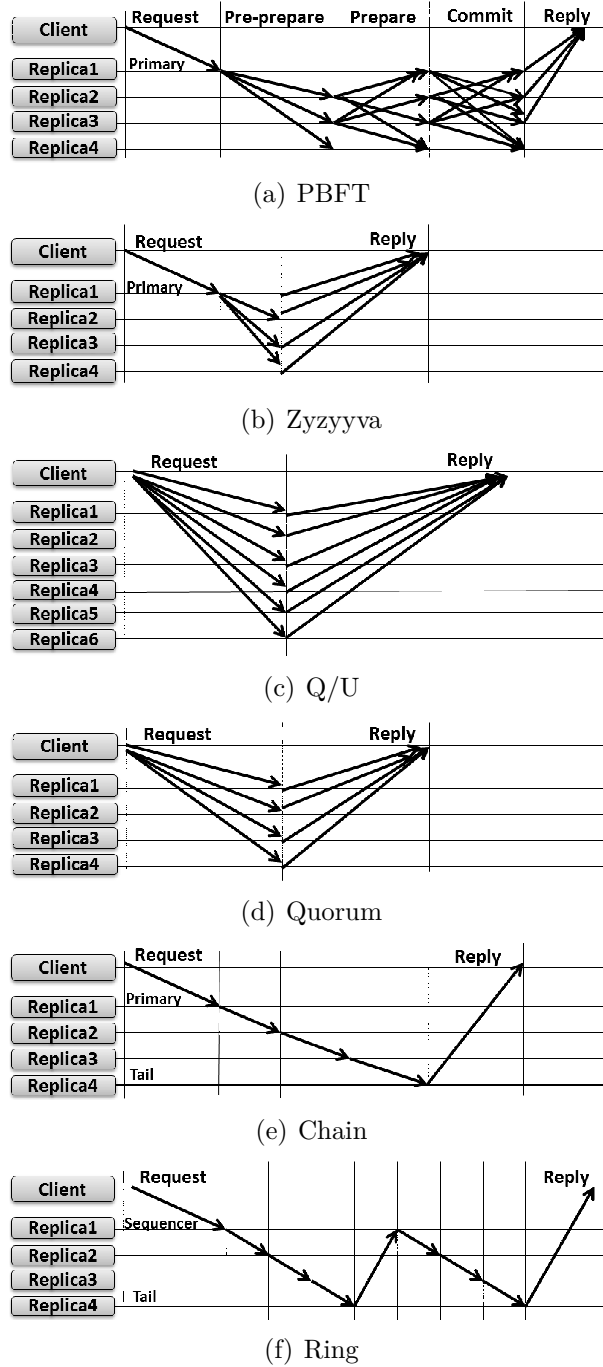 Request Pre-prepare Prepare Commit Reply
Client
Replica1 Primary
Replica2
Replica3
Replica4
(a) PBFT
Request Reply
Client
Replica1 Primary
Replica2
Replica3
Replica4
(b) Zyzyyva
Request Reply
Client
Replica1
Replica2
Replica3
Replica4
Replica5
Replica6
(c) Q/U
Request Reply
Client
Replica1
Replica2
Replica3
Replica4
(d) Quorum
Request Reply
Client
Replica1 Primary
Replica2
Replica3
Replica4 Tail
(e) Chain
Request Reply
Client
Replica1 Sequencer
Replica2
Replica3
Replica4 Tail
(f) Ring